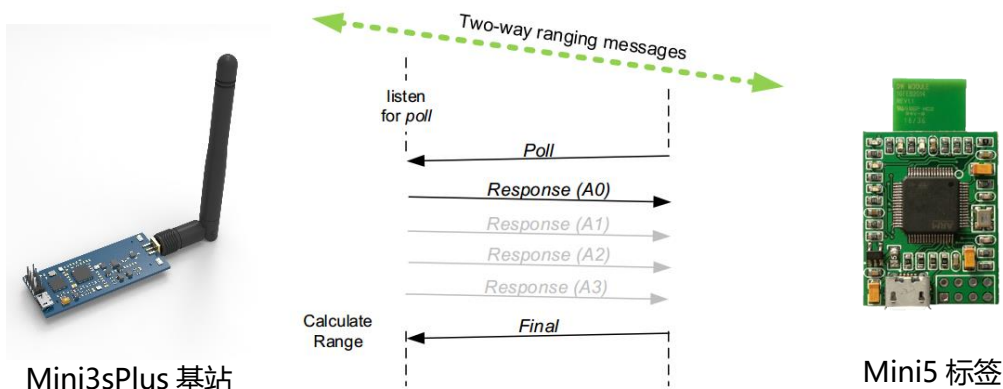 Two-way ranging messages
listen
for poll
Poll
Response (A0)
Response (A1)
Response (A2)
Response (A3)
Calculate
Range
Final
Mini3sPlus 基站
Mini5 标签